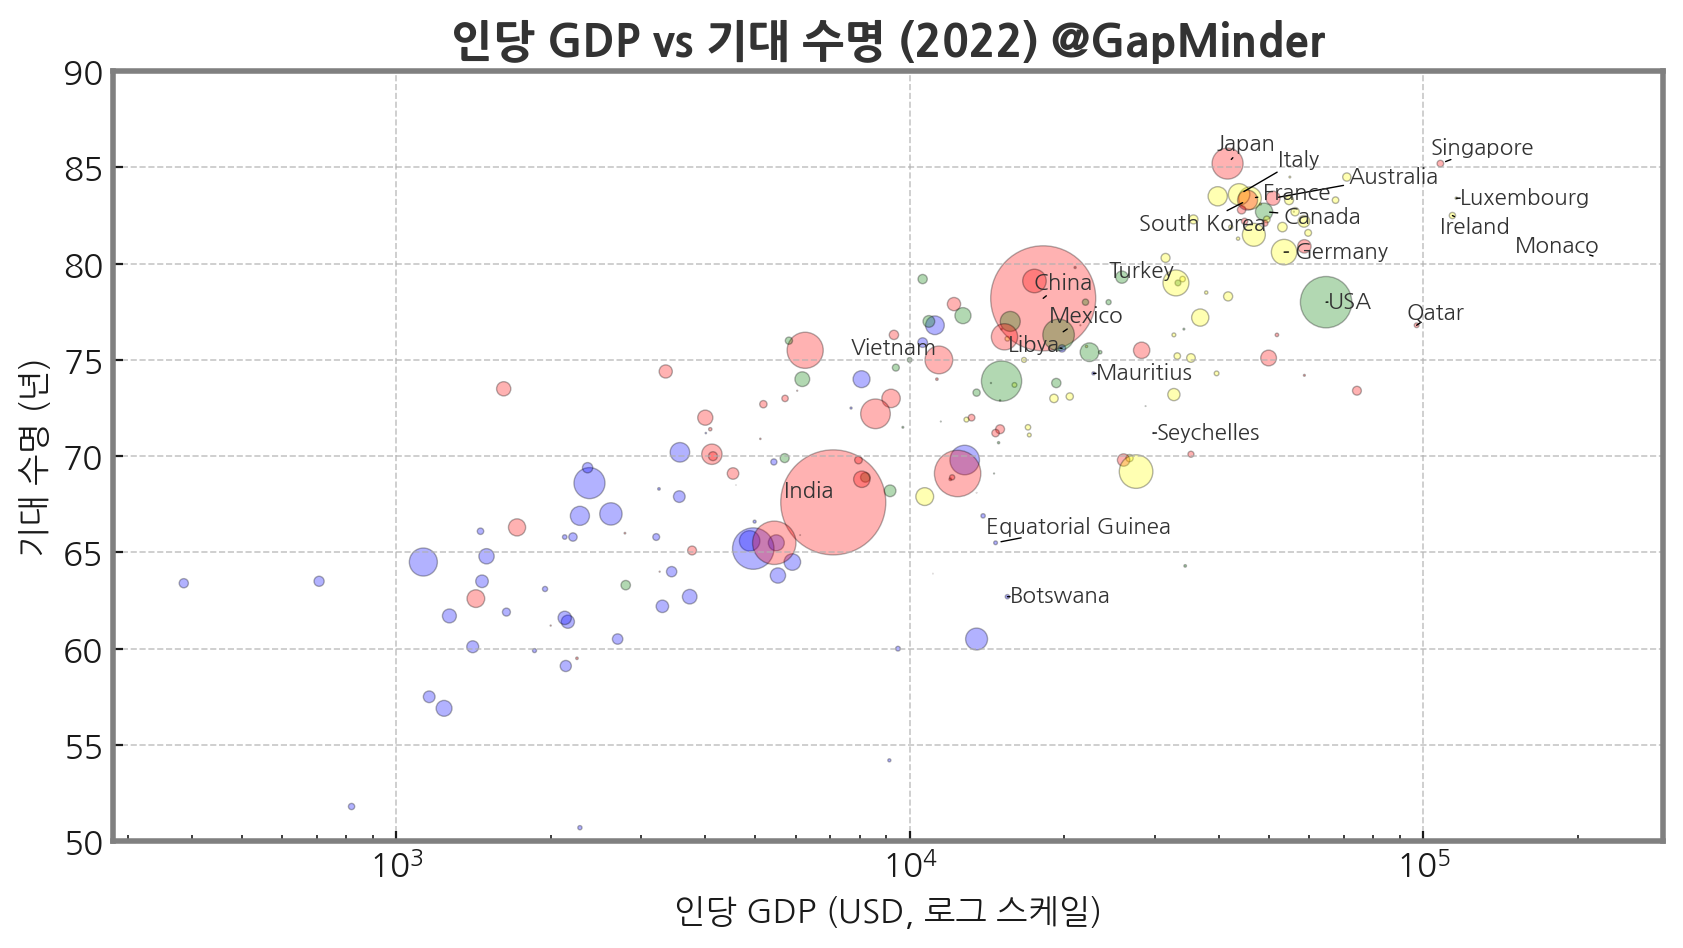 인당 GDP vs 기대 수명 (2022) @GapMinder
기대 수명 (년)
90
85
80
75
70
65
60
55
50
Japan
Singapore
Italy
Australia
France
Luxembourg
South Korea
Canada
Ireland
Monaco
Germany
Turkey
China
USA
Mexico
Qatar
Vietnam
Libya
Mauritius
Seychelles
India
Equatorial Guinea
Botswana
10³
10⁴
10⁵
인당 GDP (USD, 로그 스케일)